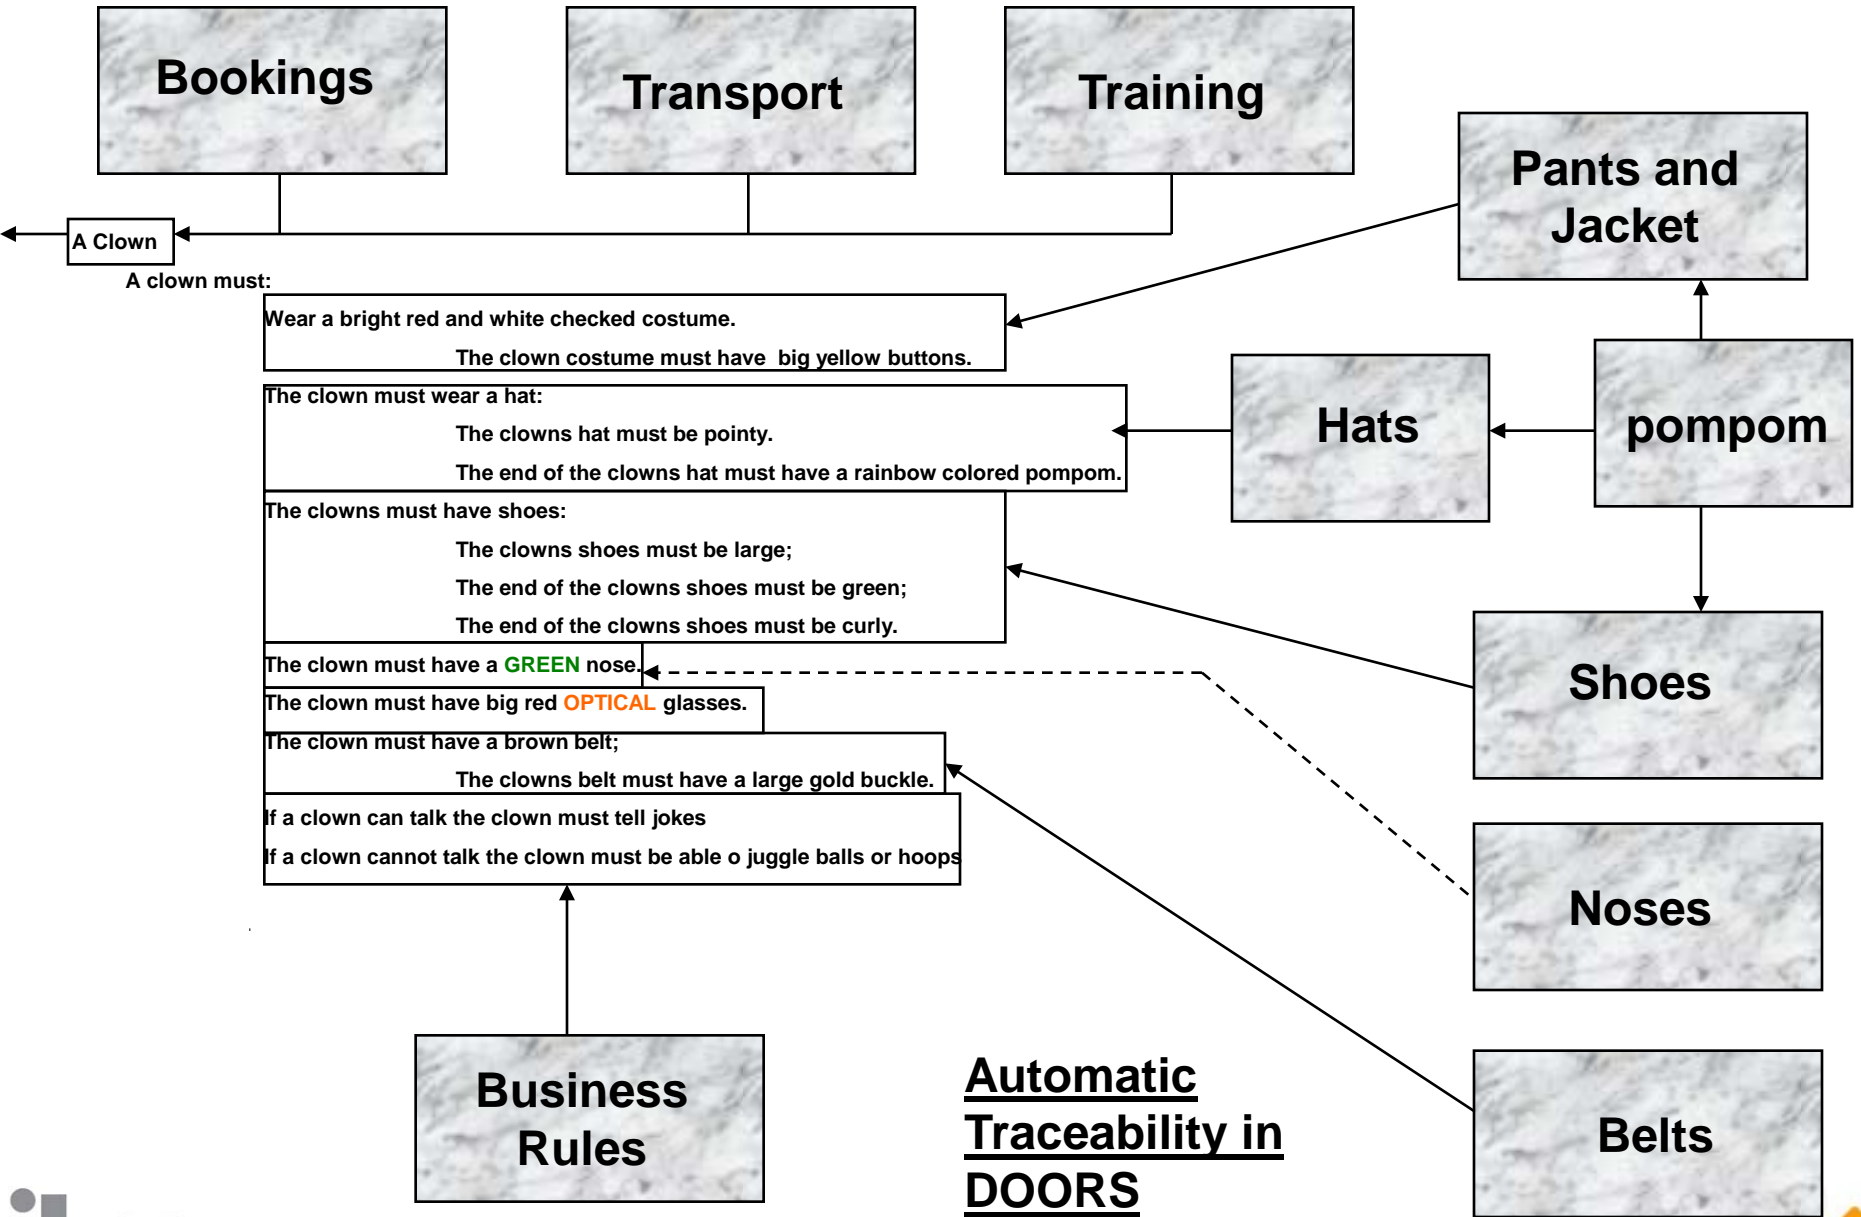 Bookings
Transport
Training
Pants and
Jacket
A Clown
A clown must:
Wear a bright red and white checked costume.
The clown costume must have  big yellow buttons.
The clown must wear a hat:
The clowns hat must be pointy.
The end of the clowns hat must have a rainbow colored pompom.
Hats
pompom
The clowns must have shoes:
The clowns shoes must be large;
The end of the clowns shoes must be green;
The end of the clowns shoes must be curly.
Shoes
The clown must have a GREEN nose.
The clown must have big red OPTICAL glasses.
The clown must have a brown belt;
The clowns belt must have a large gold buckle.
If a clown can talk the clown must tell jokes
If a clown cannot talk the clown must be able o juggle balls or hoops
Noses
Business
Rules
Automatic
Traceability in
DOORS
Belts